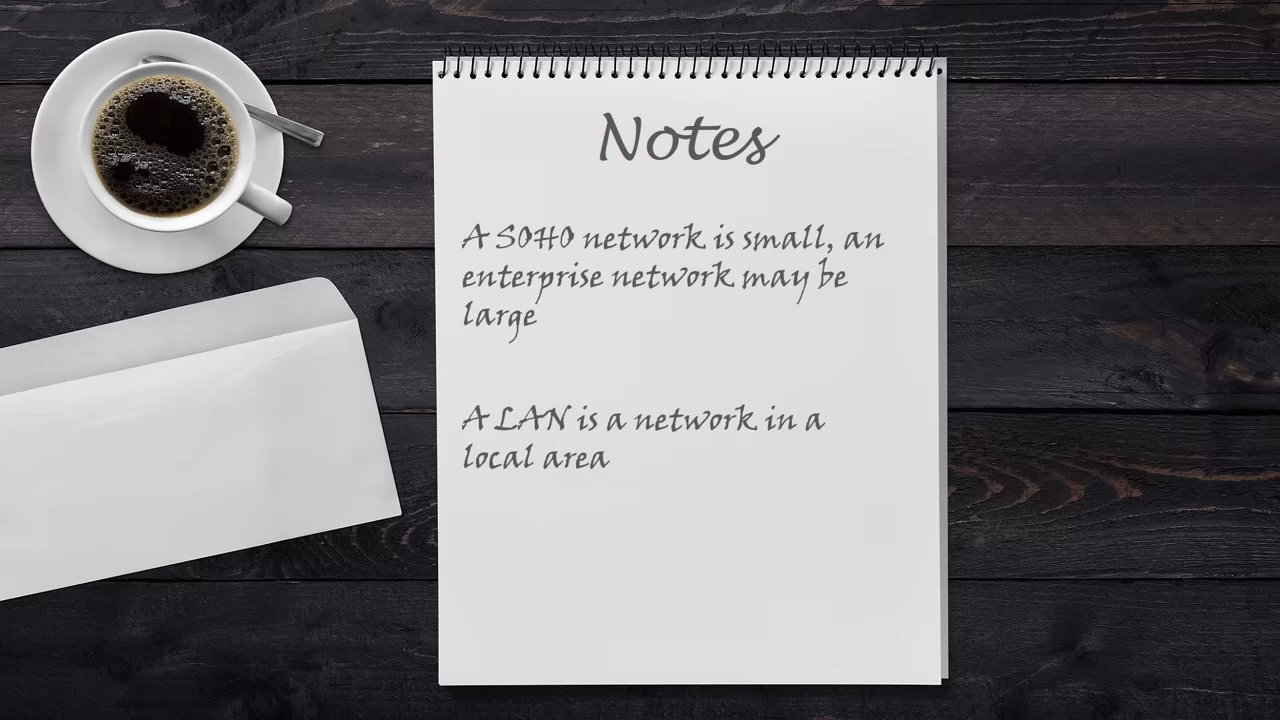 Notes
A SOHO network is small, an
enterprise network may be
large
A LAN is a network in a
local area